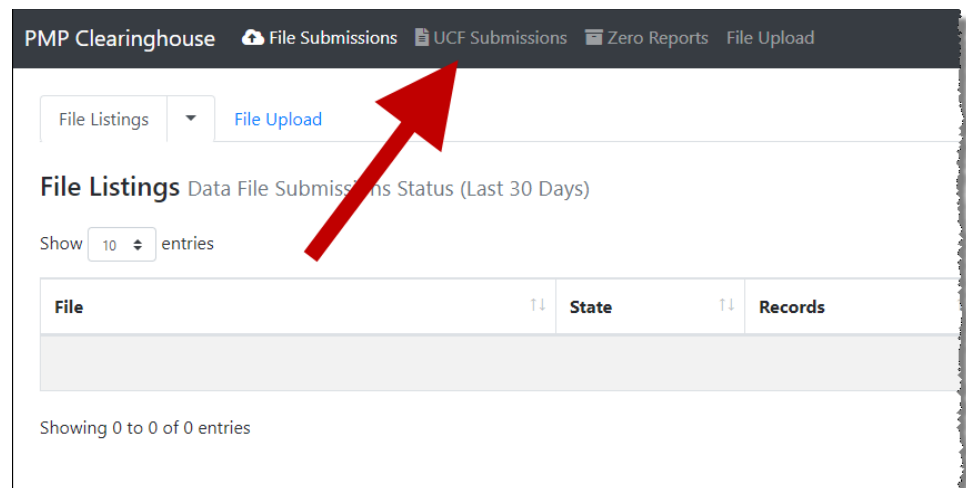 PMP Clearinghouse File Submissions UCF Submissions Zero Reports File Upload
File Listings File Upload
File Listings Data File Submissions Status (Last 30 Days)
Show 10 entries
File State Records
Showing 0 to 0 of 0 entries